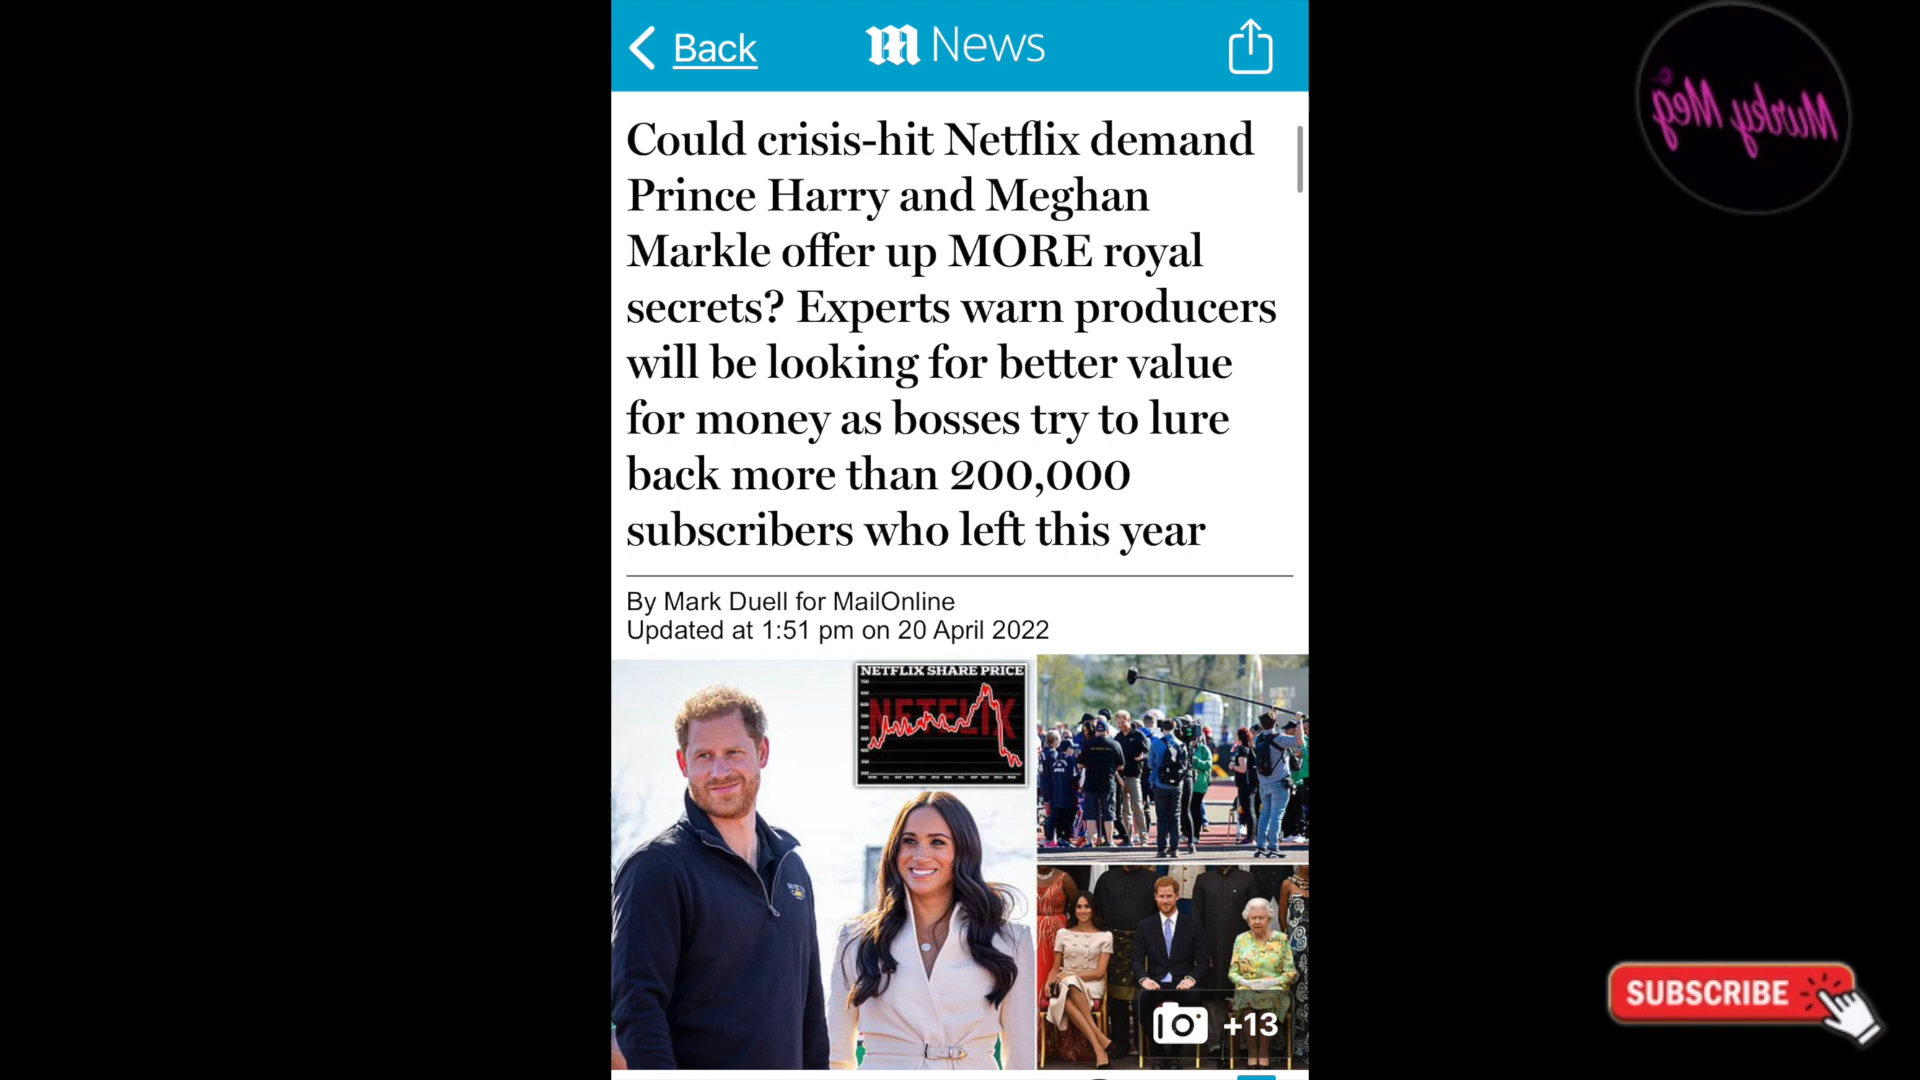 Back
News
Murky Meg
Could crisis-hit Netflix demand
Prince Harry and Meghan
Markle offer up MORE royal
secrets? Experts warn producers
will be looking for better value
for money as bosses try to lure
back more than 200,000
subscribers who left this year
By Mark Duell for MailOnline
Updated at 1:51 pm on 20 April 2022
NETFLIX SHARE PRICE
NETFLIX
+13
SUBSCRIBE